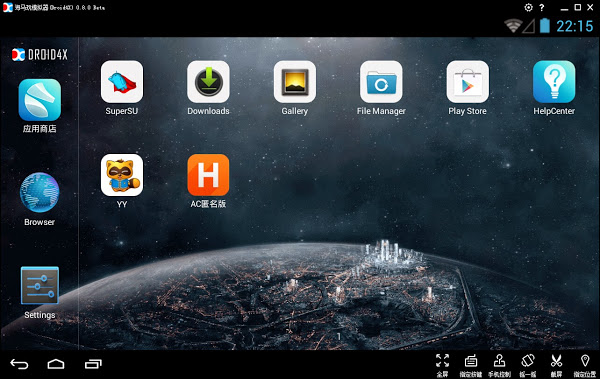 海马玩模拟器(Droid4X) 0.8.0 Beta
22:15
DROID4X
SuperSU
Downloads
Gallery
File Manager
Play Store
HelpCenter
应用商店
YY
H
AC匿名版
Browser
Settings
全屏
指定按键
手机控制
摇一摇
截屏
指定位置